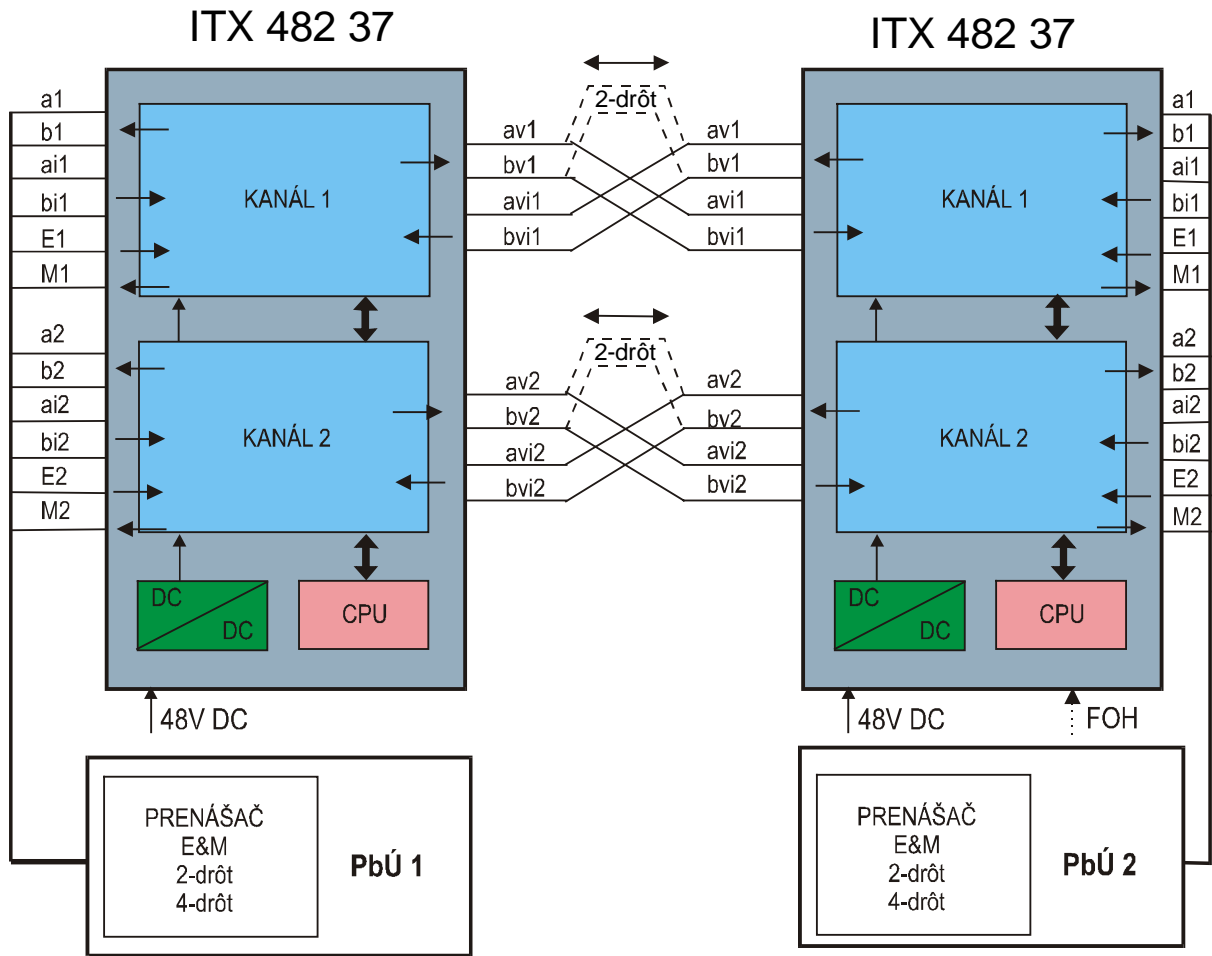 ITX 482 37
ITX 482 37
a1
b1
ai1
bi1
E1
M1
a2
b2
ai2
bi2
E2
M2
KANÁL 1
KANÁL 2
DC
DC
CPU
48V DC
2-drôt
av1
bv1
avi1
bvi1
av1
bv1
avi1
bvi1
2-drôt
av2
bv2
avi2
bvi2
av2
bv2
avi2
bvi2
KANÁL 1
KANÁL 2
DC
DC
CPU
48V DC
FOH
a1
b1
ai1
bi1
E1
M1
a2
b2
ai2
bi2
E2
M2
PRENÁŠAČ
E&M
2-drôt
4-drôt
PbÚ 1
PRENÁŠAČ
E&M
2-drôt
4-drôt
PbÚ 2